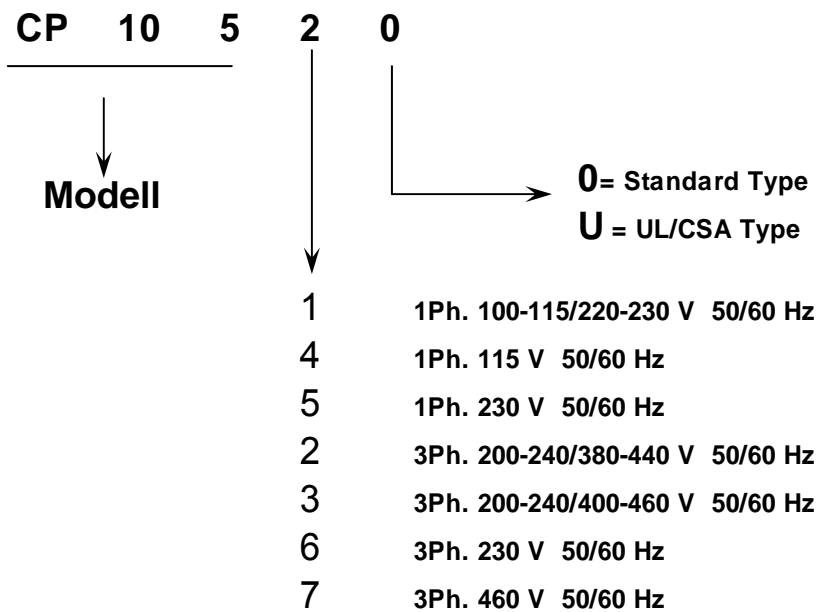 CP 10 5 2 0
Modell
0= Standard Type
U = UL/CSA Type
1 1Ph. 100-115/220-230 V 50/60 Hz
4 1Ph. 115 V 50/60 Hz
5 1Ph. 230 V 50/60 Hz
2 3Ph. 200-240/380-440 V 50/60 Hz
3 3Ph. 200-240/400-460 V 50/60 Hz
6 3Ph. 230 V 50/60 Hz
7 3Ph. 460 V 50/60 Hz